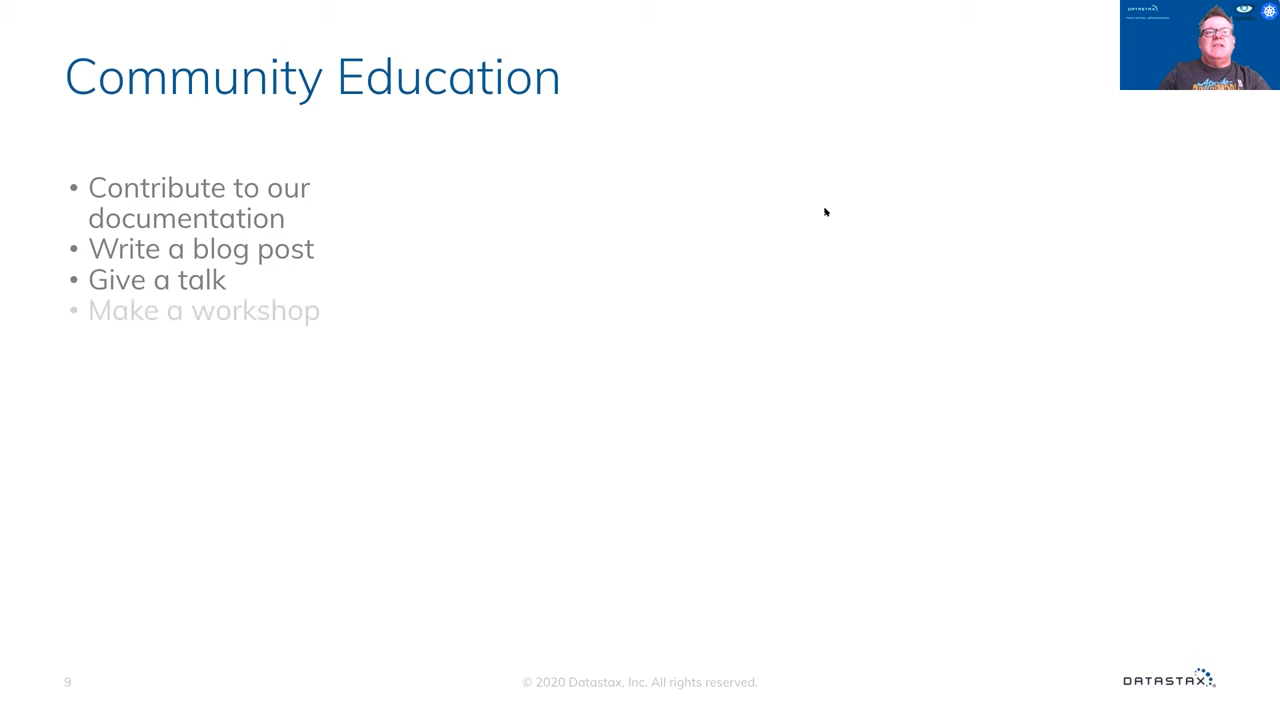 DATASTAX
Community Education
• Contribute to our
documentation
• Write a blog post
• Give a talk
• Make a workshop
9
© 2020 Datastax, Inc. All rights reserved.
DATASTAX